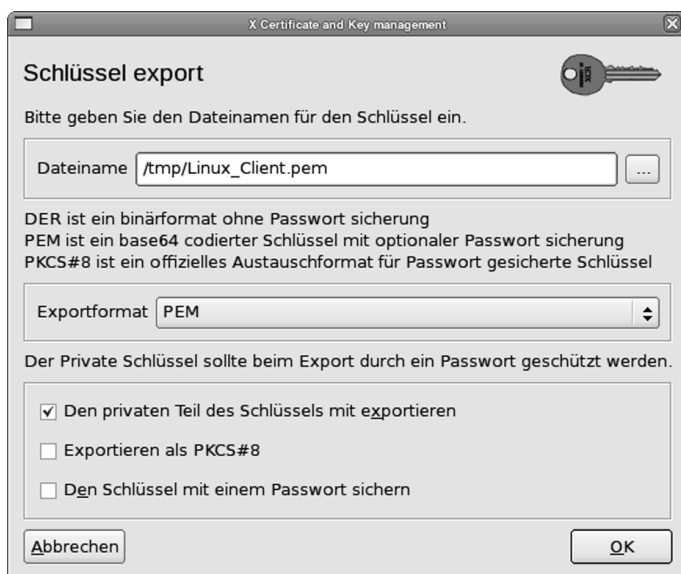 X Certificate and Key management
Schlüssel export
Bitte geben Sie den Dateinamen für den Schlüssel ein.
Dateiname /tmp/Linux_Client.pem ...
DER ist ein binärformat ohne Passwort sicherung
PEM ist ein base64 codierter Schlüssel mit optionaler Passwort sicherung
PKCS#8 ist ein offizielles Austauschformat für Passwort gesicherte Schlüssel
Exportformat PEM
Der Private Schlüssel sollte beim Export durch ein Passwort geschützt werden.
Den privaten Teil des Schlüssels mit exportieren
Exportieren als PKCS#8
Den Schlüssel mit einem Passwort sichern
Abbrechen OK